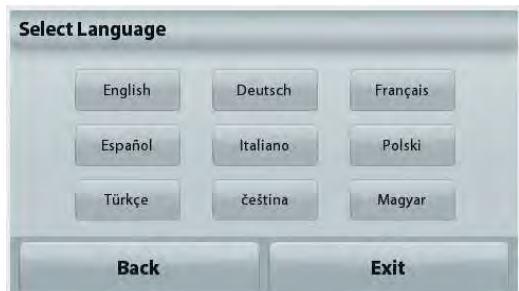 Select Language
English Deutsch Français
Español Italiano Polski
Türkçe čeština Magyar
Back Exit